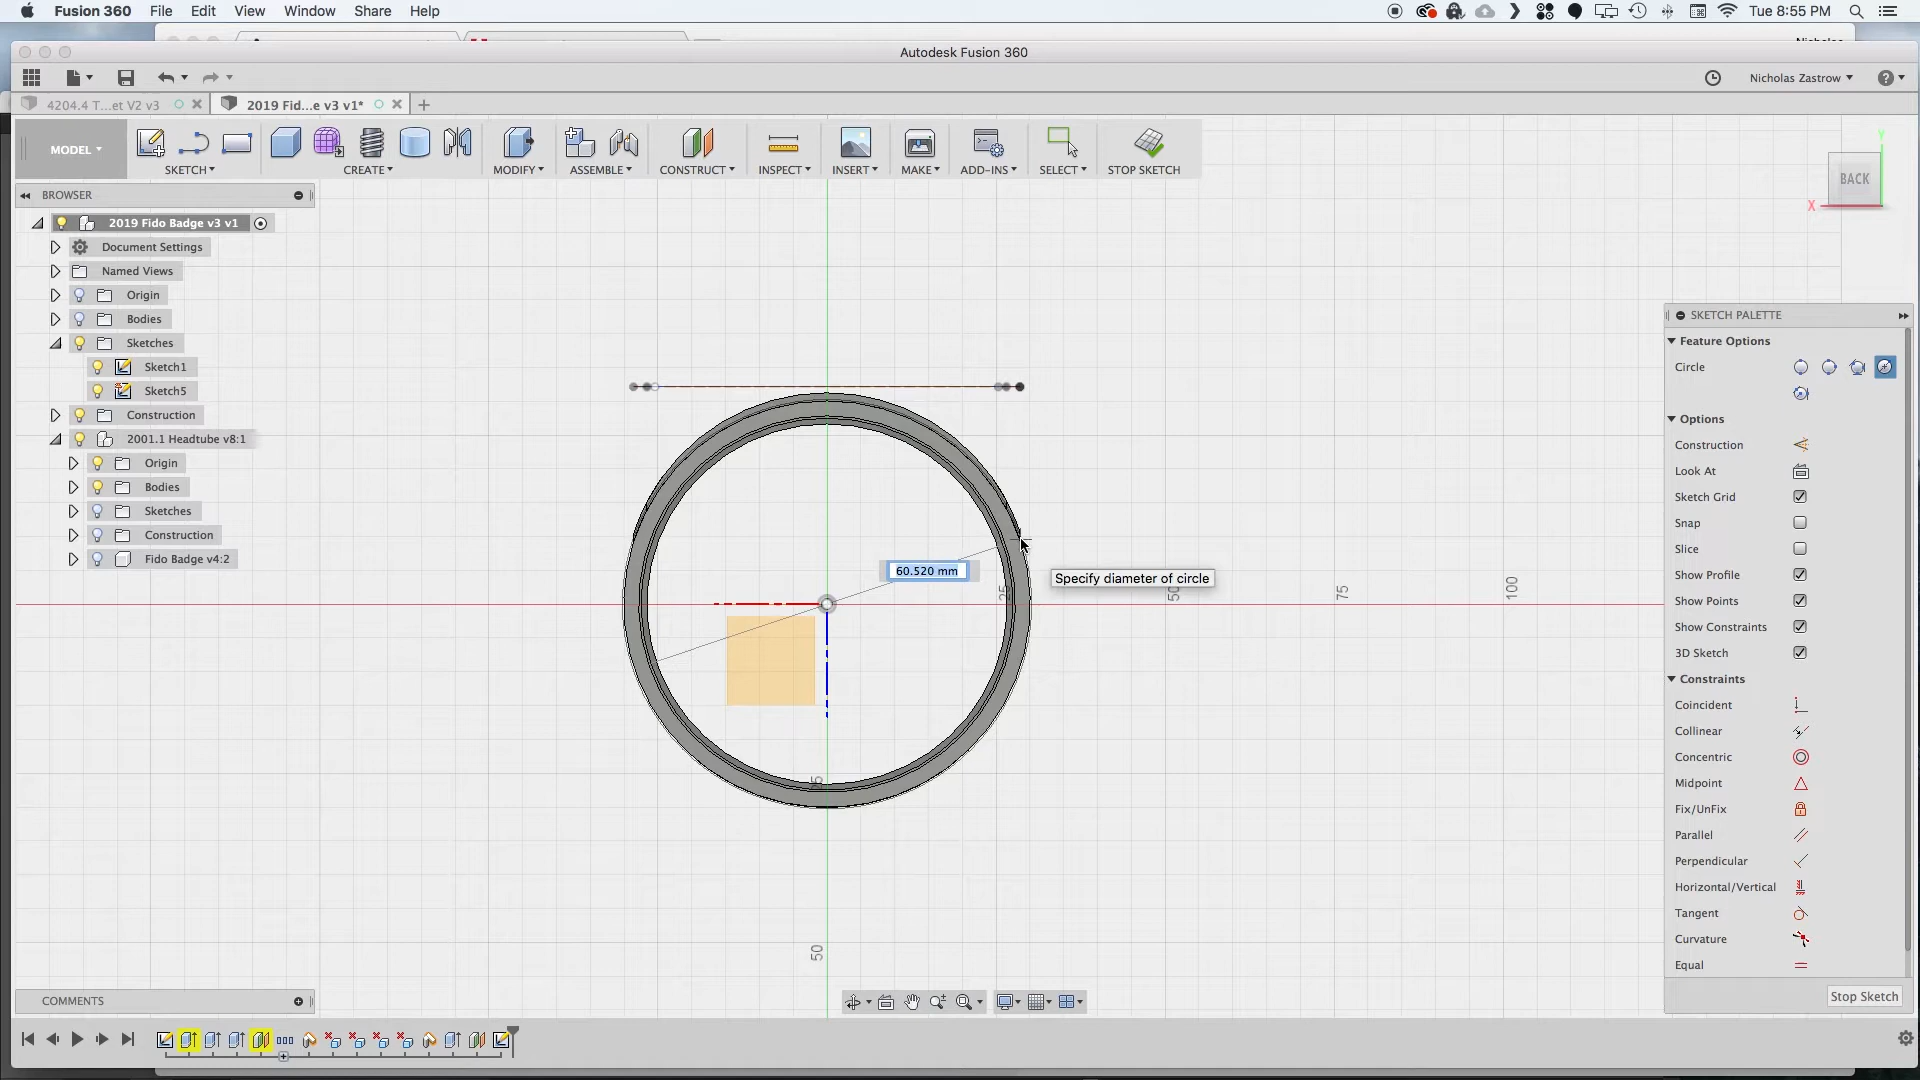 Fusion 360 File Edit View Window Share Help
Tue 8:55 PM
Autodesk Fusion 360
Nicholas Zastrow
4204.4 T...et V2 v3
2019 Fid...e v3 v1*
MODEL
SKETCH
CREATE
MODIFY
ASSEMBLE
CONSTRUCT
INSPECT
INSERT
MAKE
ADD-INS
SELECT
STOP SKETCH
Y
BACK
X
BROWSER
2019 Fido Badge v3 v1
Document Settings
Named Views
Origin
Bodies
Sketches
Sketch1
Sketch5
Construction
2001.1 Headtube v8:1
Origin
Bodies
Sketches
Construction
Fido Badge v4:2
60.520 mm
Specify diameter of circle
25
50
75
100
25
50
SKETCH PALETTE
Feature Options
Circle
Options
Construction
Look At
Sketch Grid
Snap
Slice
Show Profile
Show Points
Show Constraints
3D Sketch
Constraints
Coincident
Collinear
Concentric
Midpoint
Fix/UnFix
Parallel
Perpendicular
Horizontal/Vertical
Tangent
Curvature
Equal
Stop Sketch
COMMENTS